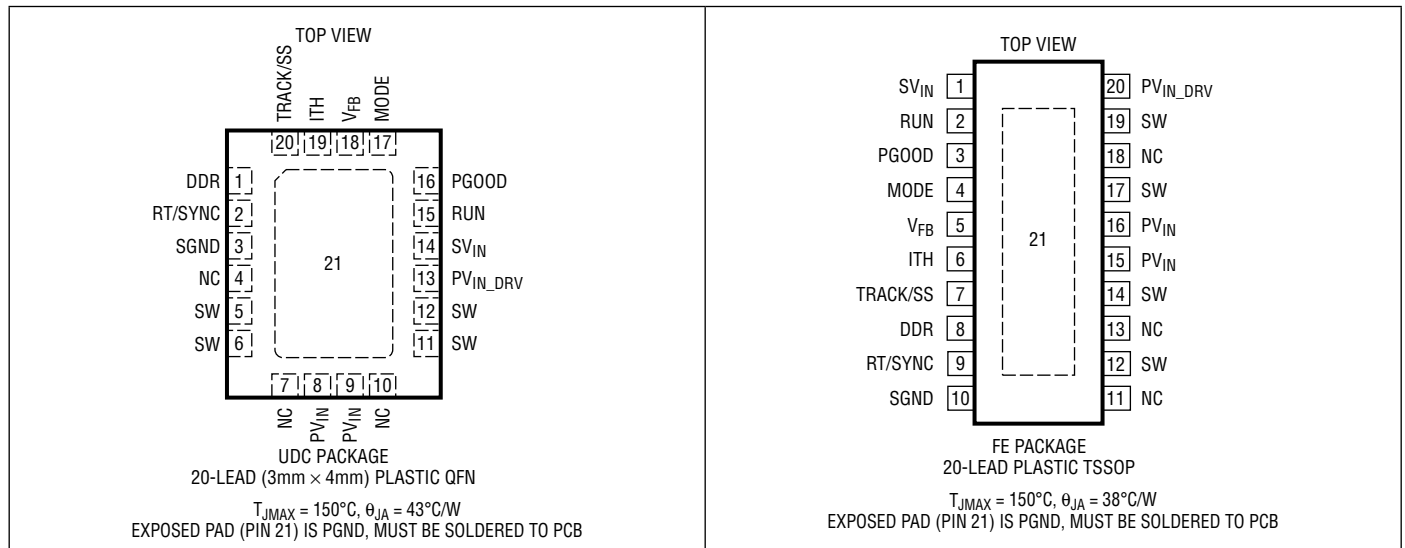 TOP VIEW
TRACK/SS
ITH
VFB
MODE
20 19 18 17
DDR 1
RT/SYNC 2
SGND 3
NC 4
SW 5
SW 6
21
16 PGOOD
15 RUN
14 SVIN
13 PVIN_DRV
12 SW
11 SW
7 8 9 10
NC
PVIN
PVIN
NC
UDC PACKAGE
20-LEAD (3mm × 4mm) PLASTIC QFN
TJMAX = 150°C, θJA = 43°C/W
EXPOSED PAD (PIN 21) IS PGND, MUST BE SOLDERED TO PCB
TOP VIEW
SVIN 1
RUN 2
PGOOD 3
MODE 4
VFB 5
ITH 6
TRACK/SS 7
DDR 8
RT/SYNC 9
SGND 10
21
20 PVIN_DRV
19 SW
18 NC
17 SW
16 PVIN
15 PVIN
14 SW
13 NC
12 SW
11 NC
FE PACKAGE
20-LEAD PLASTIC TSSOP
TJMAX = 150°C, θJA = 38°C/W
EXPOSED PAD (PIN 21) IS PGND, MUST BE SOLDERED TO PCB